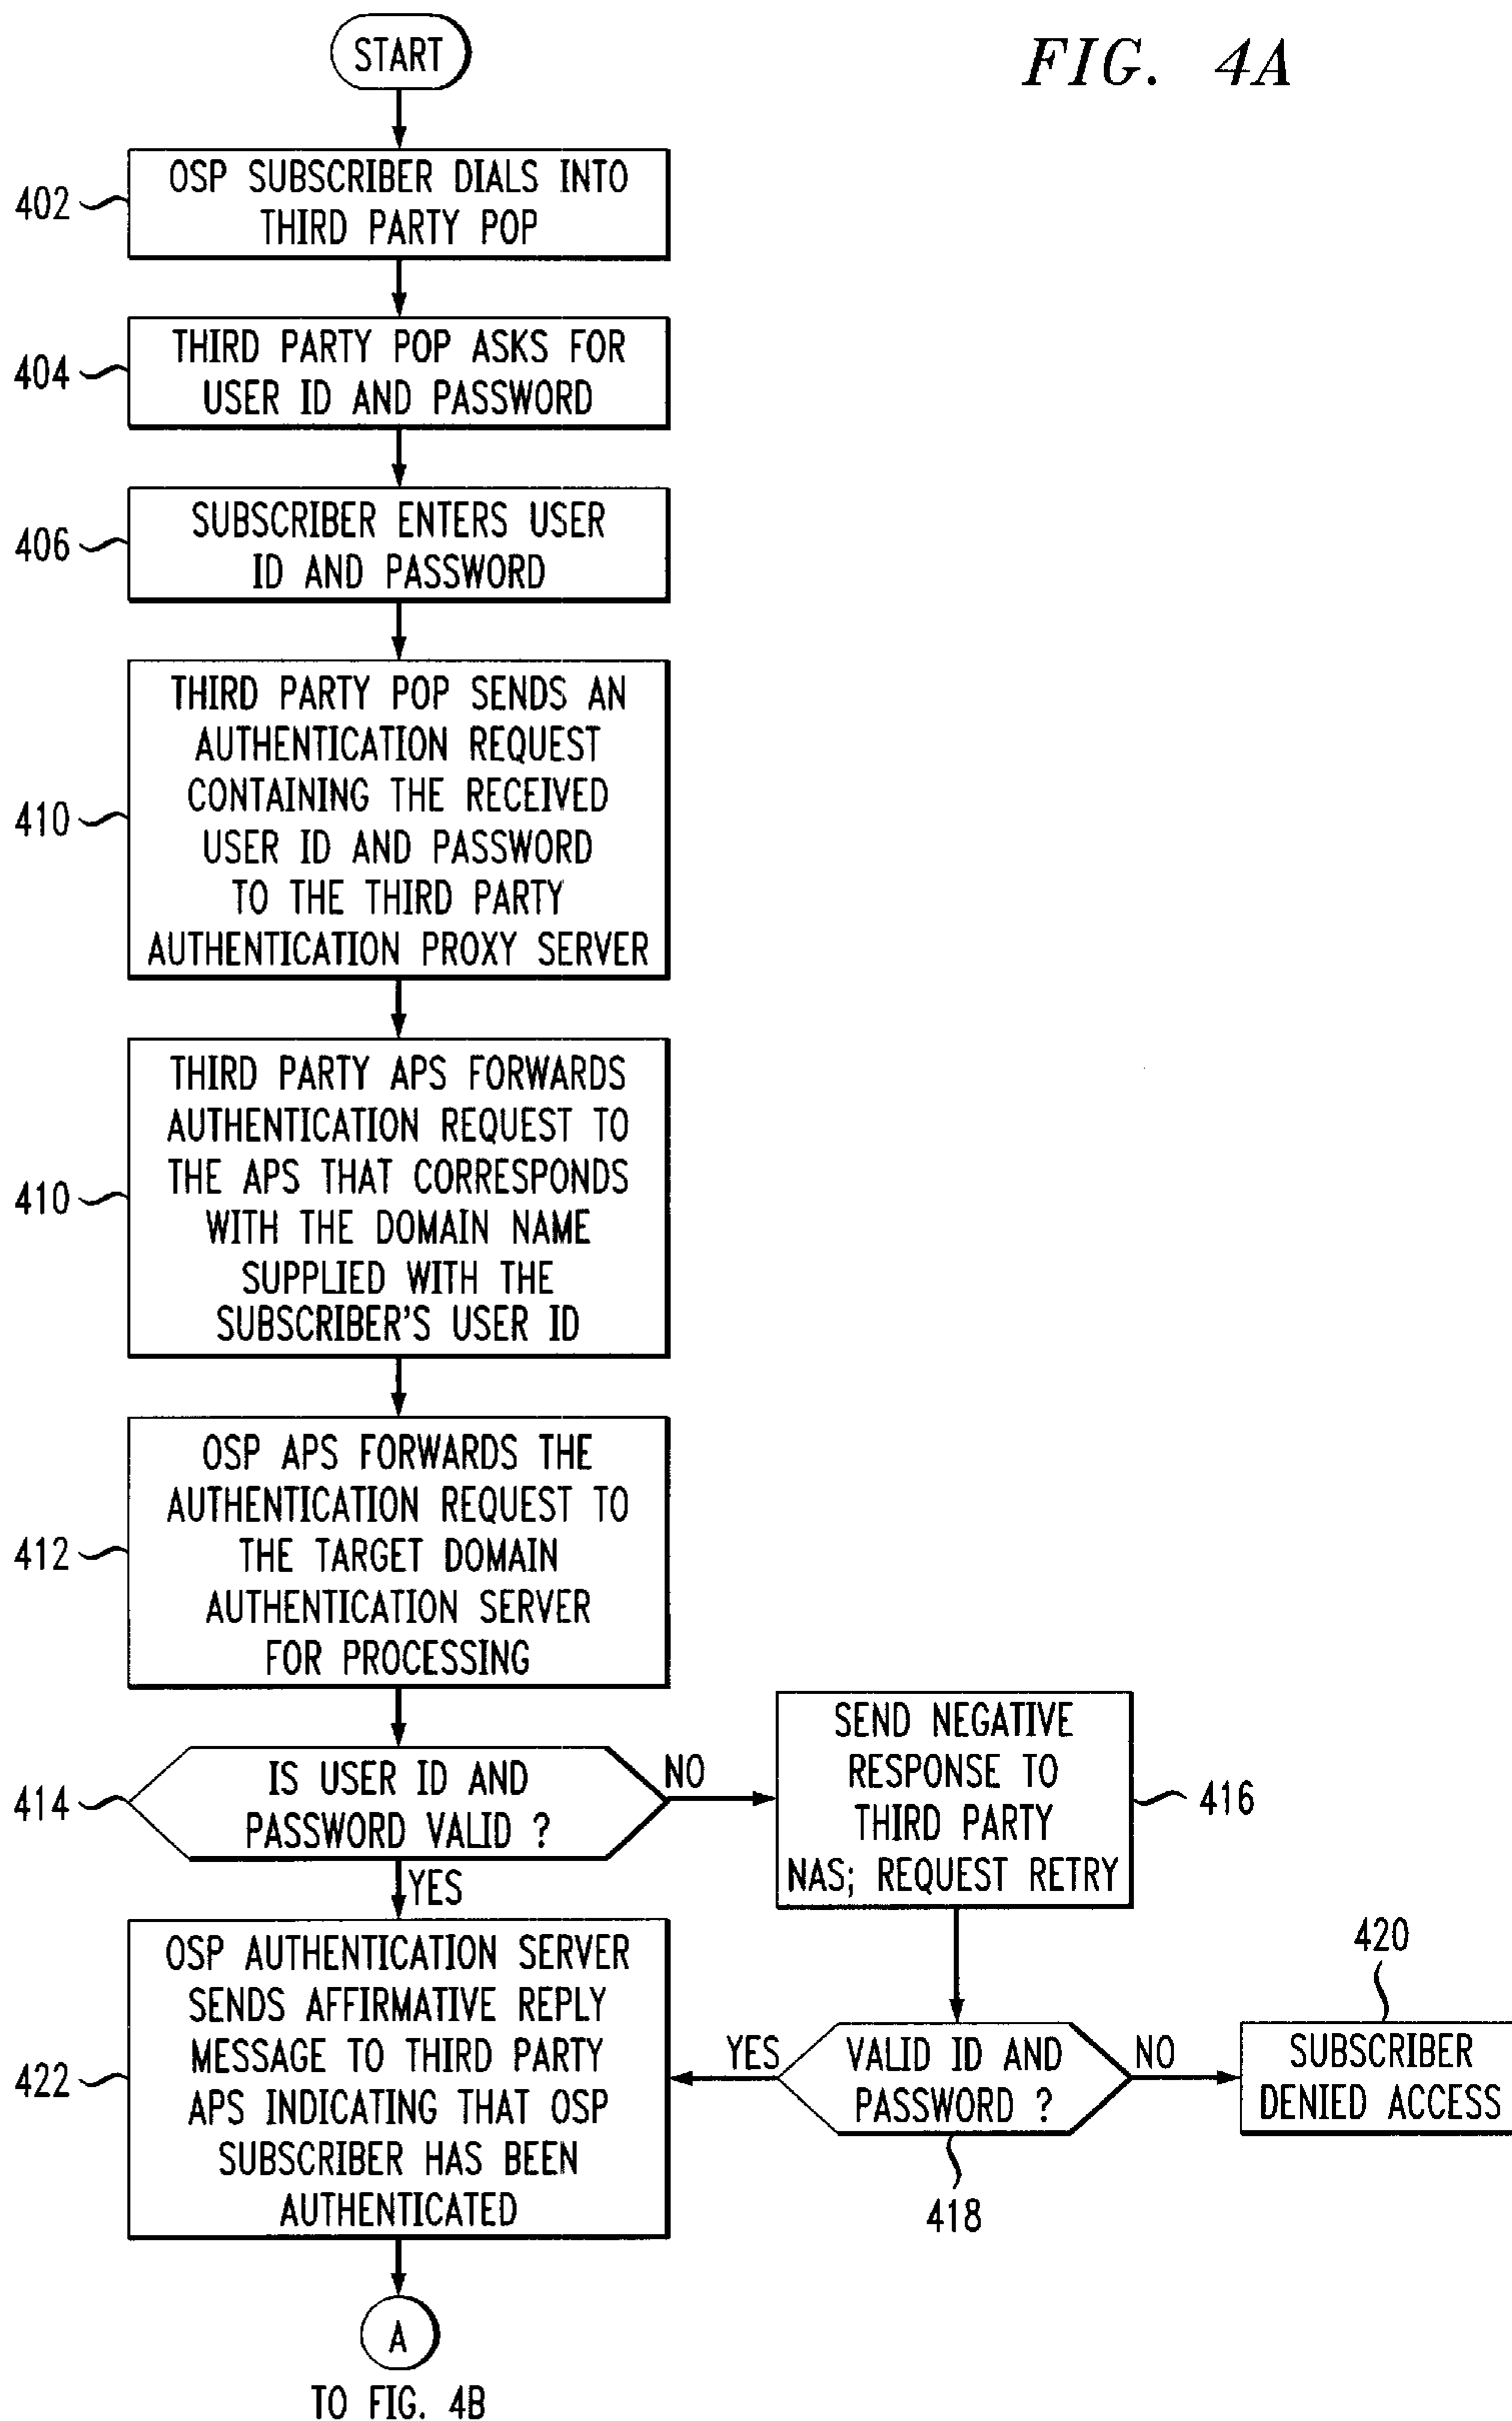 FIG. 4A
START
402
OSP SUBSCRIBER DIALS INTO
THIRD PARTY POP
404
THIRD PARTY POP ASKS FOR
USER ID AND PASSWORD
406
SUBSCRIBER ENTERS USER
ID AND PASSWORD
410
THIRD PARTY POP SENDS AN
AUTHENTICATION REQUEST
CONTAINING THE RECEIVED
USER ID AND PASSWORD
TO THE THIRD PARTY
AUTHENTICATION PROXY SERVER
410
THIRD PARTY APS FORWARDS
AUTHENTICATION REQUEST TO
THE APS THAT CORRESPONDS
WITH THE DOMAIN NAME
SUPPLIED WITH THE
SUBSCRIBER'S USER ID
412
OSP APS FORWARDS THE
AUTHENTICATION REQUEST TO
THE TARGET DOMAIN
AUTHENTICATION SERVER
FOR PROCESSING
414
IS USER ID AND
PASSWORD VALID ?
NO
YES
SEND NEGATIVE
RESPONSE TO
THIRD PARTY
NAS; REQUEST RETRY
416
422
OSP AUTHENTICATION SERVER
SENDS AFFIRMATIVE REPLY
MESSAGE TO THIRD PARTY
APS INDICATING THAT OSP
SUBSCRIBER HAS BEEN
AUTHENTICATED
YES
VALID ID AND
PASSWORD ?
418
NO
420
SUBSCRIBER
DENIED ACCESS
A
TO FIG. 4B